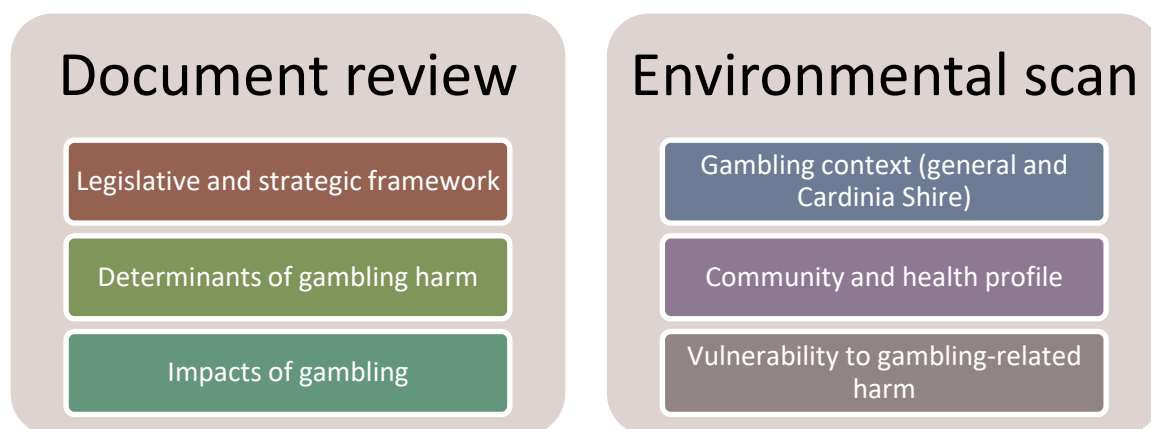 Document review
Legislative and strategic framework
Determinants of gambling harm
Impacts of gambling
Environmental scan
Gambling context (general and
Cardinia Shire)
Community and health profile
Vulnerability to gambling-related
harm